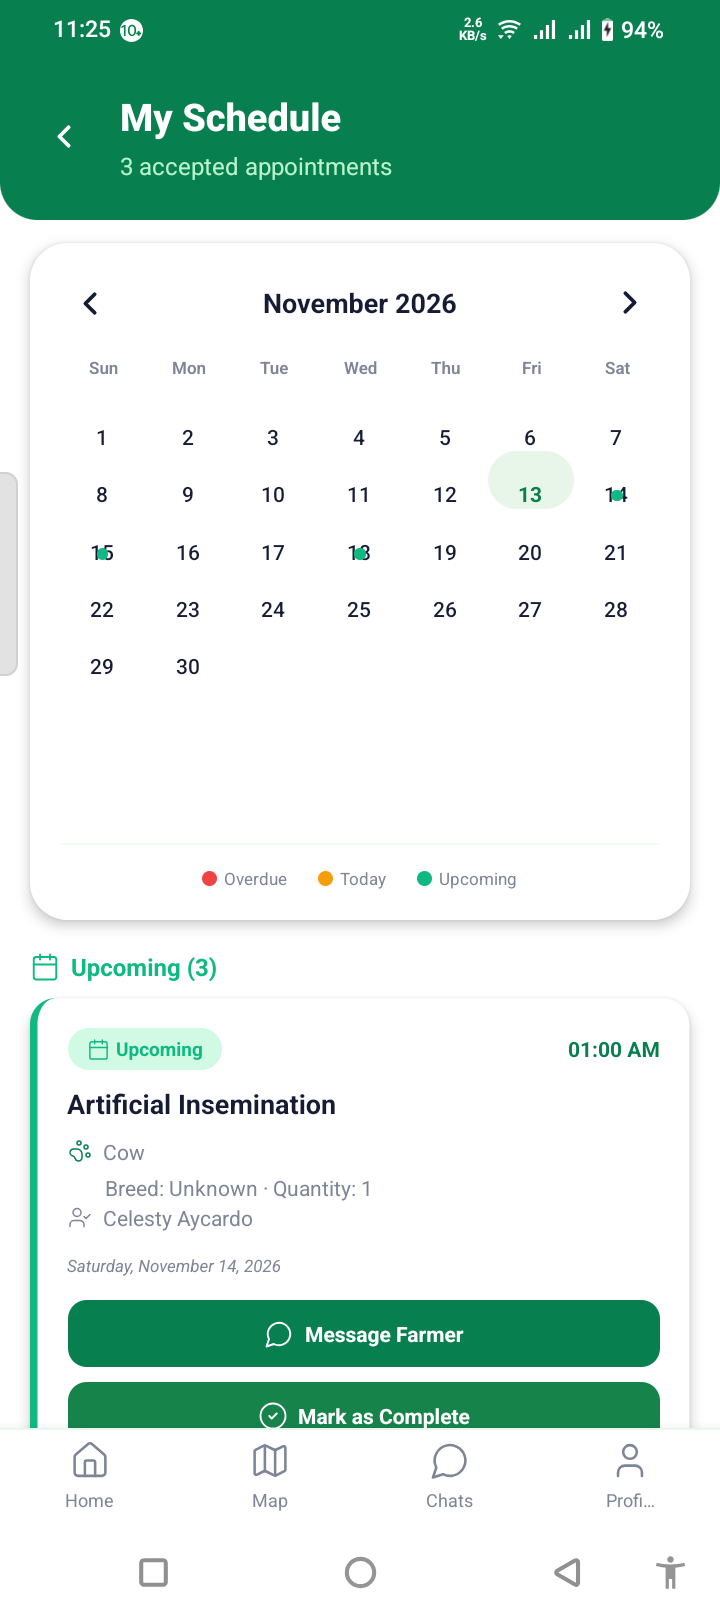 11:25 10+ 2.6 KB/s 94%
My Schedule
3 accepted appointments
November 2026
Sun Mon Tue Wed Thu Fri Sat
1 2 3 4 5 6 7
8 9 10 11 12 13 14
15 16 17 18 19 20 21
22 23 24 25 26 27 28
29 30
Overdue Today Upcoming
Upcoming (3)
Upcoming 01:00 AM
Artificial Insemination
Cow
Breed: Unknown · Quantity: 1
Celesty Aycardo
Saturday, November 14, 2026
Message Farmer
Mark as Complete
Home Map Chats Profi...